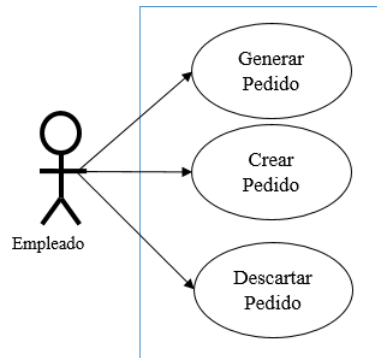 Generar
Pedido
Crear
Pedido
Empleado
Descartar
Pedido